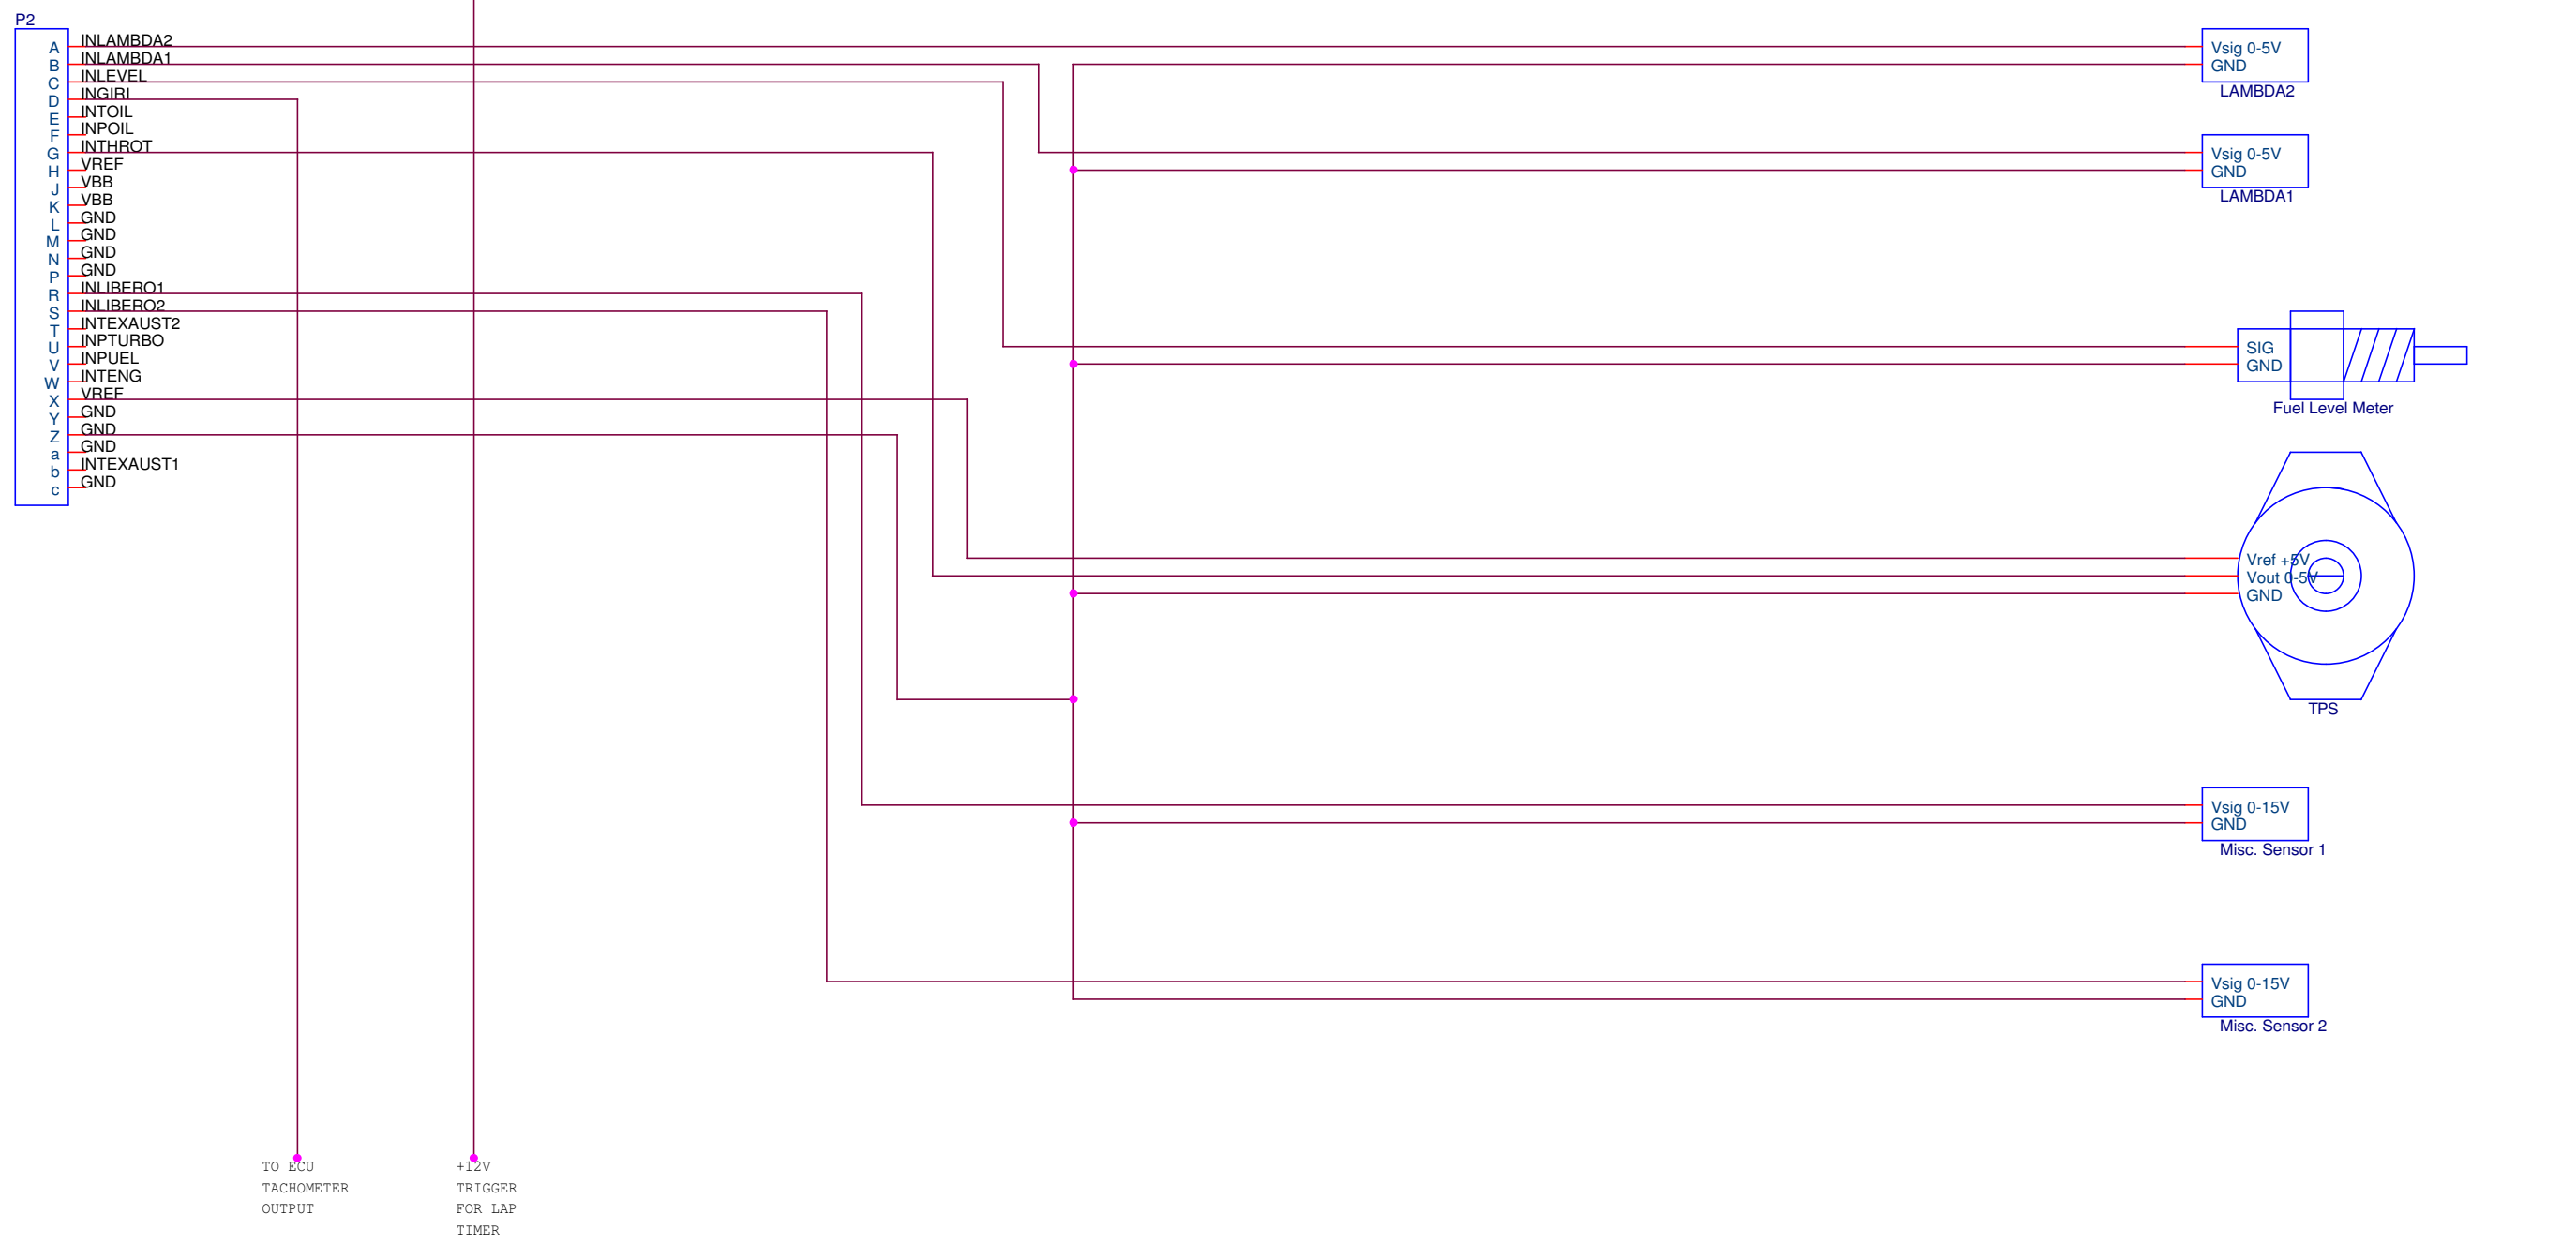 P2
A INLAMBDA2
B INLAMBDA1
C INLEVEL
D INGIRI
E INTOIL
F INPOIL
G INTHROT
H VREF
J VBB
K VBB
L GND
M GND
N GND
P GND
R INLIBERO1
S INLIBERO2
T INTEXAUST2
U INPTURBO
V INPUEL
W INTENG
X VREF
Y GND
Z GND
a GND
b INTEXAUST1
c GND
Vsig 0-5V
GND
LAMBDA2
Vsig 0-5V
GND
LAMBDA1
SIG
GND
Fuel Level Meter
Vref +5V
Vout 0-5V
GND
TPS
Vsig 0-15V
GND
Misc. Sensor 1
Vsig 0-15V
GND
Misc. Sensor 2
TO ECU
TACHOMETER
OUTPUT
+12V
TRIGGER
FOR LAP
TIMER